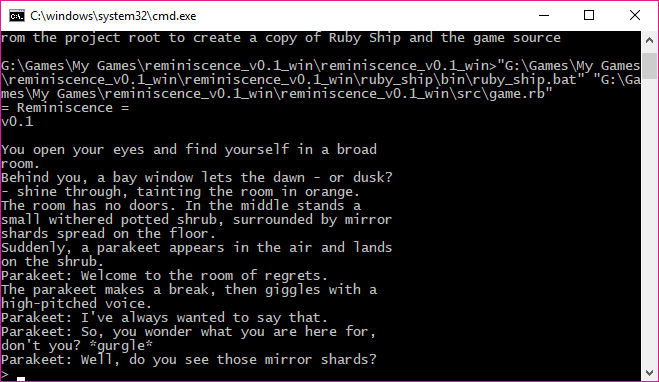 C:\windows\system32\cmd.exe
rom the project root to create a copy of Ruby Ship and the game source
G:\Games\My Games\reminiscence_v0.1_win\reminiscence_v0.1_win>"G:\Games\My Games
\reminiscence_v0.1_win\reminiscence_v0.1_win\ruby_ship\bin\ruby_ship.bat" "G:\Ga
mes\My Games\reminiscence_v0.1_win\reminiscence_v0.1_win\src\game.rb"
= Reminiscence =
v0.1
You open your eyes and find yourself in a broad
room.
Behind you, a bay window lets the dawn - or dusk?
- shine through, tainting the room in orange.
The room has no doors. In the middle stands a
small withered potted shrub, surrounded by mirror
shards spread on the floor.
Suddenly, a parakeet appears in the air and lands
on the shrub.
Parakeet: Welcome to the room of regrets.
The parakeet makes a break, then giggles with a
high-pitched voice.
Parakeet: I've always wanted to say that.
Parakeet: So, you wonder what you are here for,
don't you? *gurgle*
Parakeet: Well, do you see those mirror shards?
> _